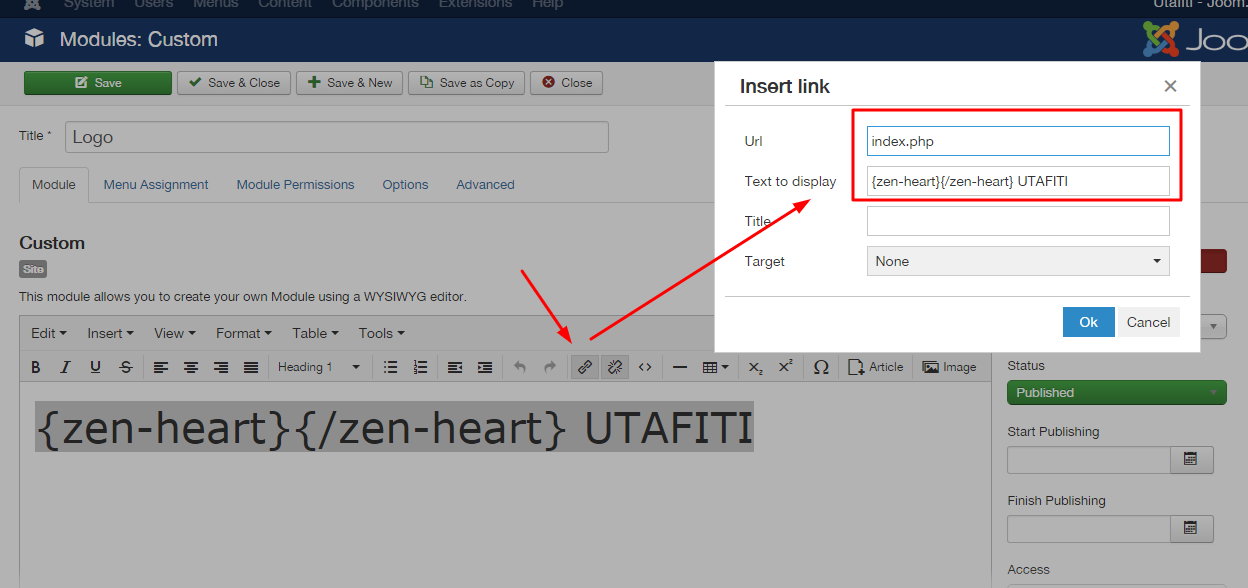 System Users Menus Content Components Extensions Help
Utafiti - Joom.
Modules: Custom
Joo
Save
Save & Close
Save & New
Save as Copy
Close
Insert link
×
Title *
Logo
Url
index.php
Text to display
{zen-heart}{/zen-heart} UTAFITI
Title
Target
None
Ok
Cancel
Module
Menu Assignment
Module Permissions
Options
Advanced
Custom
Site
This module allows you to create your own Module using a WYSIWYG editor.
Edit Insert View Format Table Tools
B I U S Heading 1 <> X₂ X² Ω Article Image
{zen-heart}{/zen-heart} UTAFITI
Status
Published
Start Publishing
Finish Publishing
Access